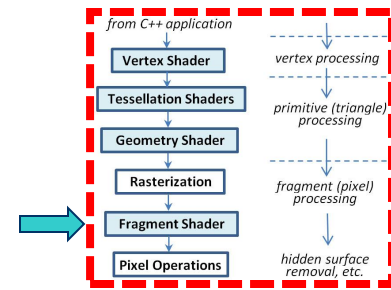 from C++ application
Vertex Shader
Tessellation Shaders
Geometry Shader
Rasterization
Fragment Shader
Pixel Operations
vertex processing
primitive (triangle)
processing
fragment (pixel)
processing
hidden surface
removal, etc.